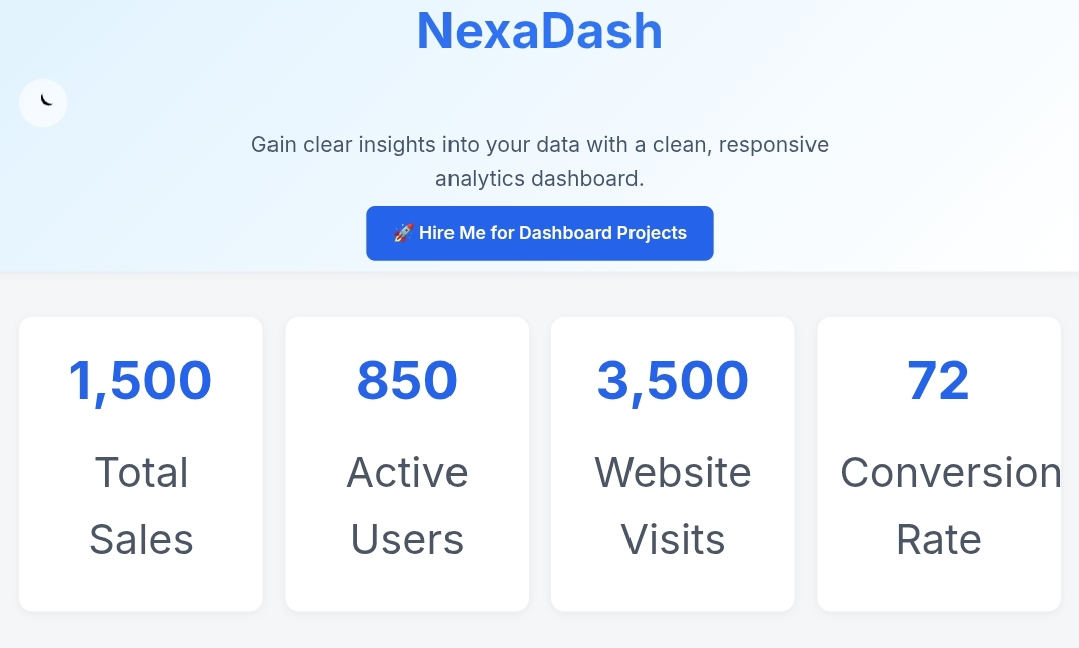 NexaDash
Gain clear insights into your data with a clean, responsive
analytics dashboard.
🚀 Hire Me for Dashboard Projects
1,500
Total
Sales
850
Active
Users
3,500
Website
Visits
72
Conversion
Rate